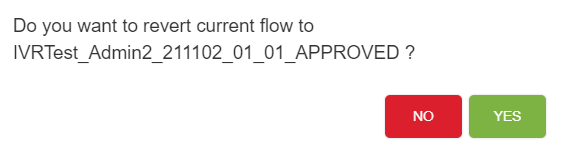 Do you want to revert current flow to
IVRTest_Admin2_211102_01_01_APPROVED ?
NO YES